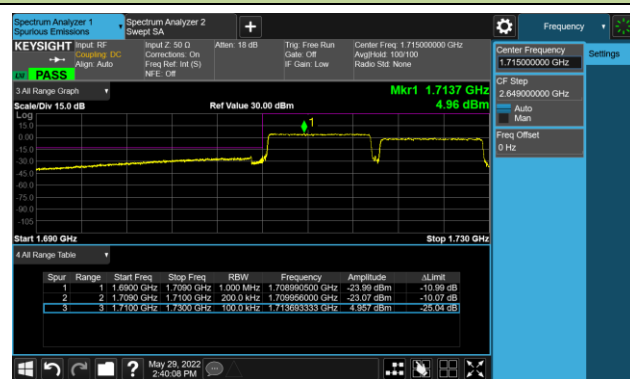 Spectrum Analyzer 1
Spurious Emissions
Spectrum Analyzer 2
Swept SA
+
Frequency
KEYSIGHT
Input: RF
Coupling: DC
Align: Auto
Input Z: 50 Ω
Corrections: On
Freq Ref: Int (S)
NFE: Off
Atten: 18 dB
Trig: Free Run
Gate: Off
IF Gain: Low
Center Freq: 1.715000000 GHz
Avg|Hold: 100/100
Radio Std: None
LV PASS
Center Frequency
1.715000000 GHz
Settings
CF Step
2.649000000 GHz
Auto
Man
Freq Offset
0 Hz
3 All Range Graph
Mkr1 1.7137 GHz
4.96 dBm
Scale/Div 15.0 dB
Ref Value 30.00 dBm
Log
15.0
0.00
-15.0
-30.0
-45.0
-60.0
-75.0
-90.0
-105
1
Start 1.690 GHz
Stop 1.730 GHz
4 All Range Table
Spur Range Start Freq Stop Freq RBW Frequency Amplitude ΔLimit
1 1 1.6900 GHz 1.7090 GHz 1.000 MHz 1.708990500 GHz -23.99 dBm -10.99 dB
2 2 1.7090 GHz 1.7100 GHz 200.0 kHz 1.709956000 GHz -23.07 dBm -10.07 dB
3 3 1.7100 GHz 1.7300 GHz 100.0 kHz 1.713693333 GHz 4.957 dBm -25.04 dB
?
May 29, 2022
2:40:08 PM